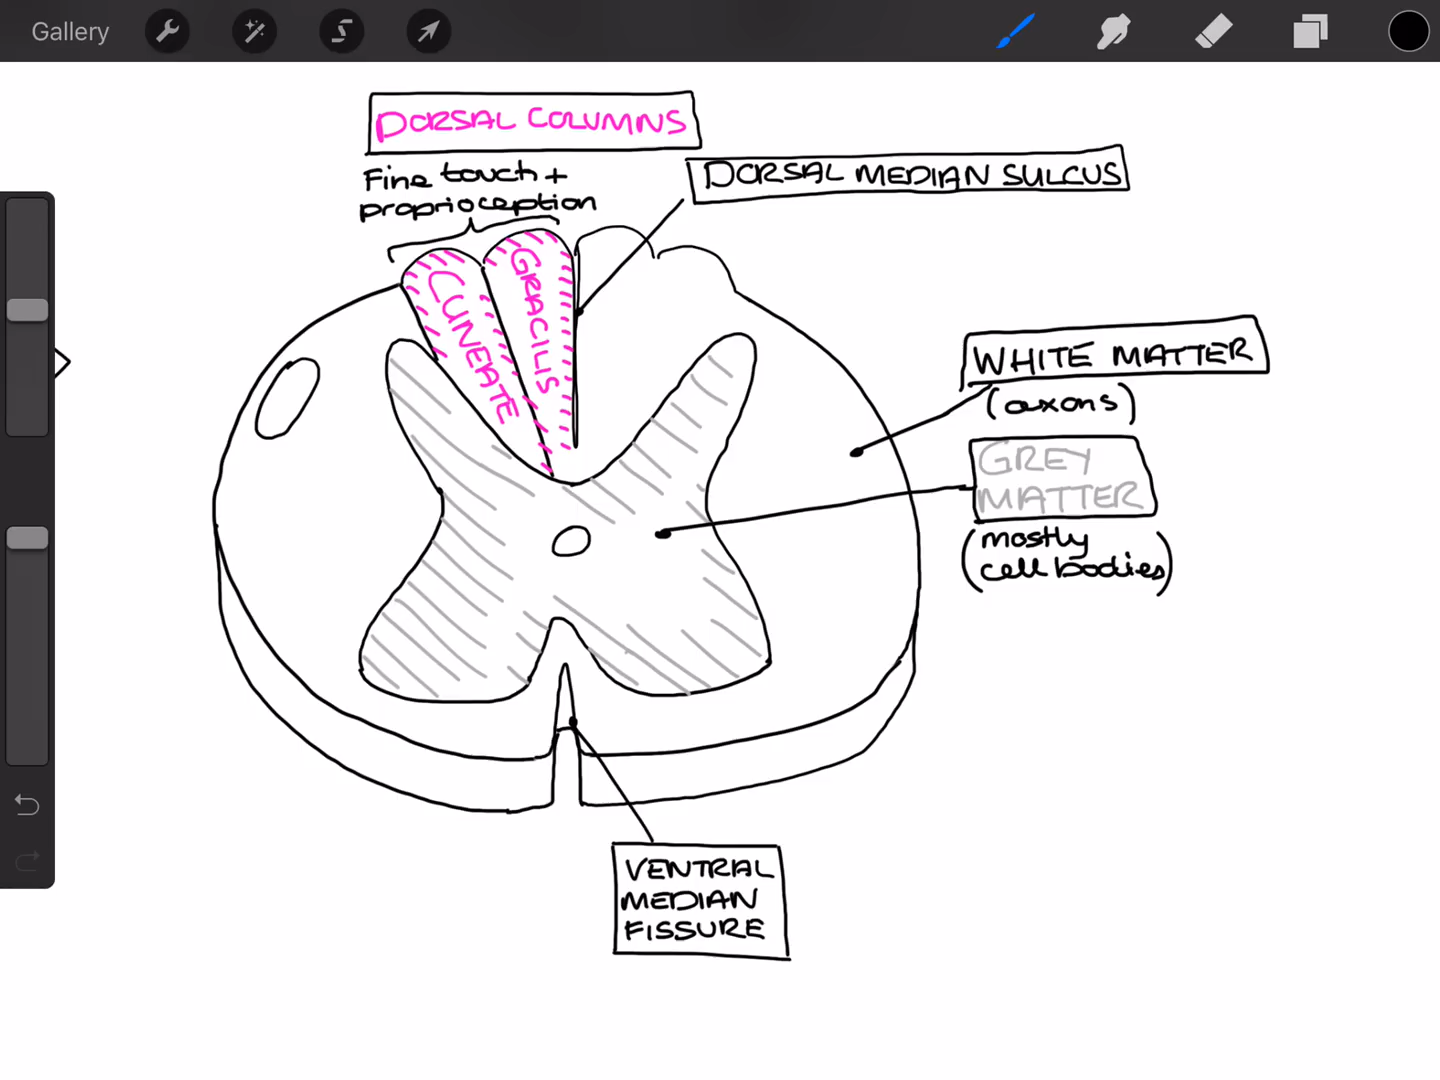 Gallery
DORSAL COLUMNS
Fine touch +
proprioception
DORSAL MEDIAN SULCUS
CUNEATE
GRACILIS
WHITE MATTER
(axons)
GREY
MATTER
(mostly
cell bodies)
VENTRAL
MEDIAN
FISSURE